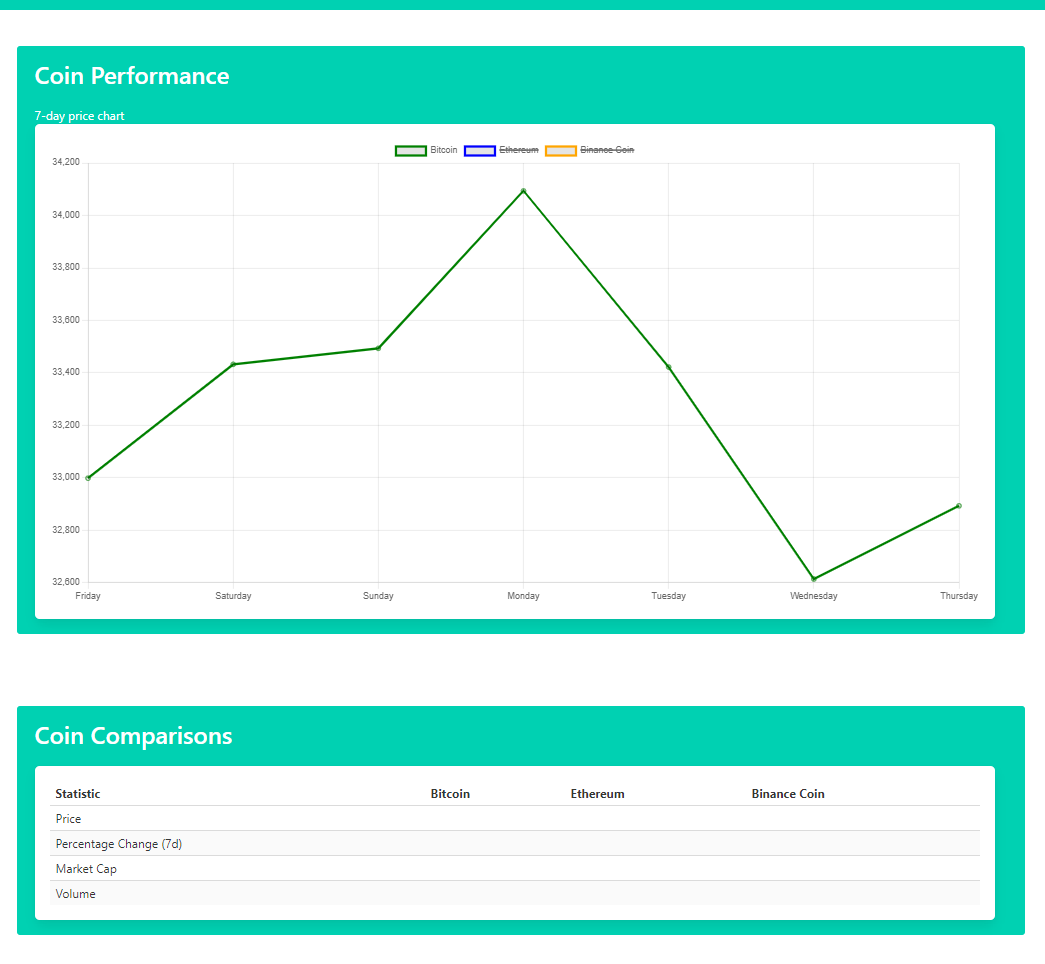 Coin Performance
7-day price chart
Bitcoin Ethereum Binance Coin
34,200
34,000
33,800
33,600
33,400
33,200
33,000
32,800
32,600
Friday Saturday Sunday Monday Tuesday Wednesday Thursday
Coin Comparisons
Statistic Bitcoin Ethereum Binance Coin
Price
Percentage Change (7d)
Market Cap
Volume